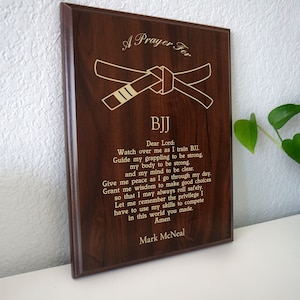 A Prayer For
BJJ
Dear Lord:
Watch over me as I train BJJ.
Guide my grappling to be strong,
my body to be strong,
and my mind to be clear.
Give me peace as I go through my day.
Grant me wisdom to make good choices
so that I may always roll safely.
Let me remember the privilege I
have to use my skills to compete
in this world you made.
Amen
Mark McNeal